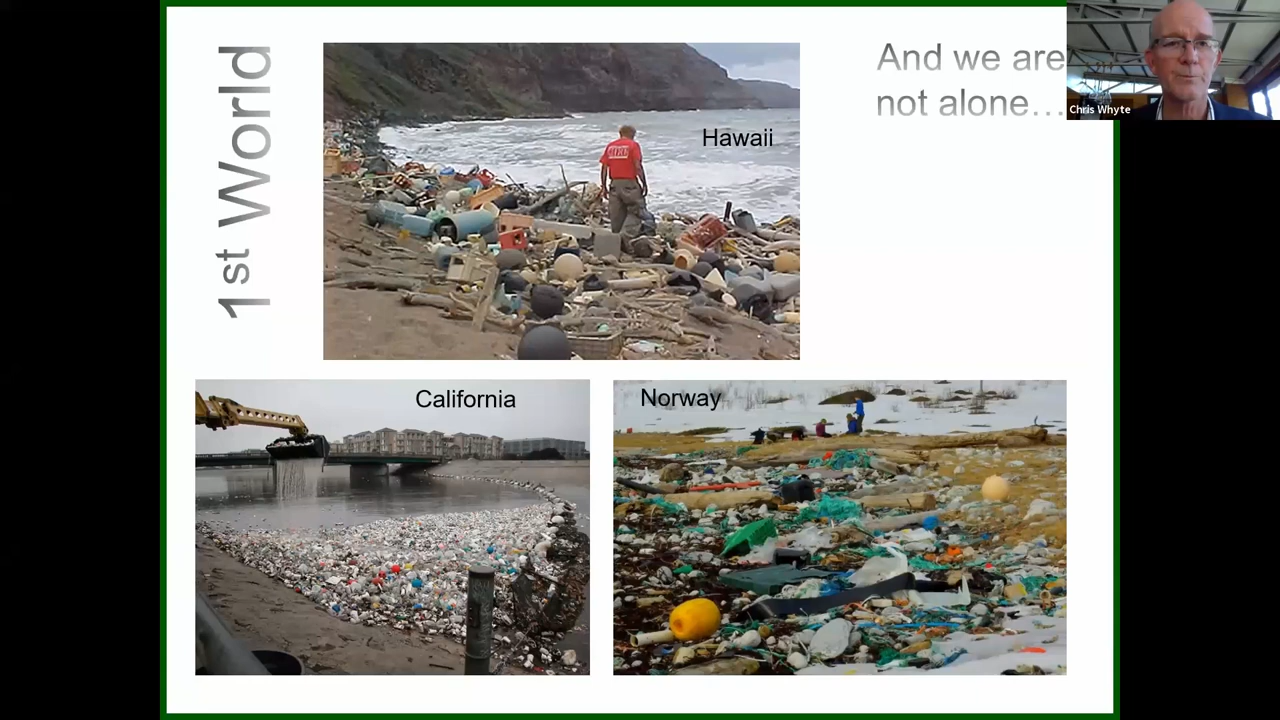 1st World
And we are
not alone…
Chris Whyte
Hawaii
California
Norway